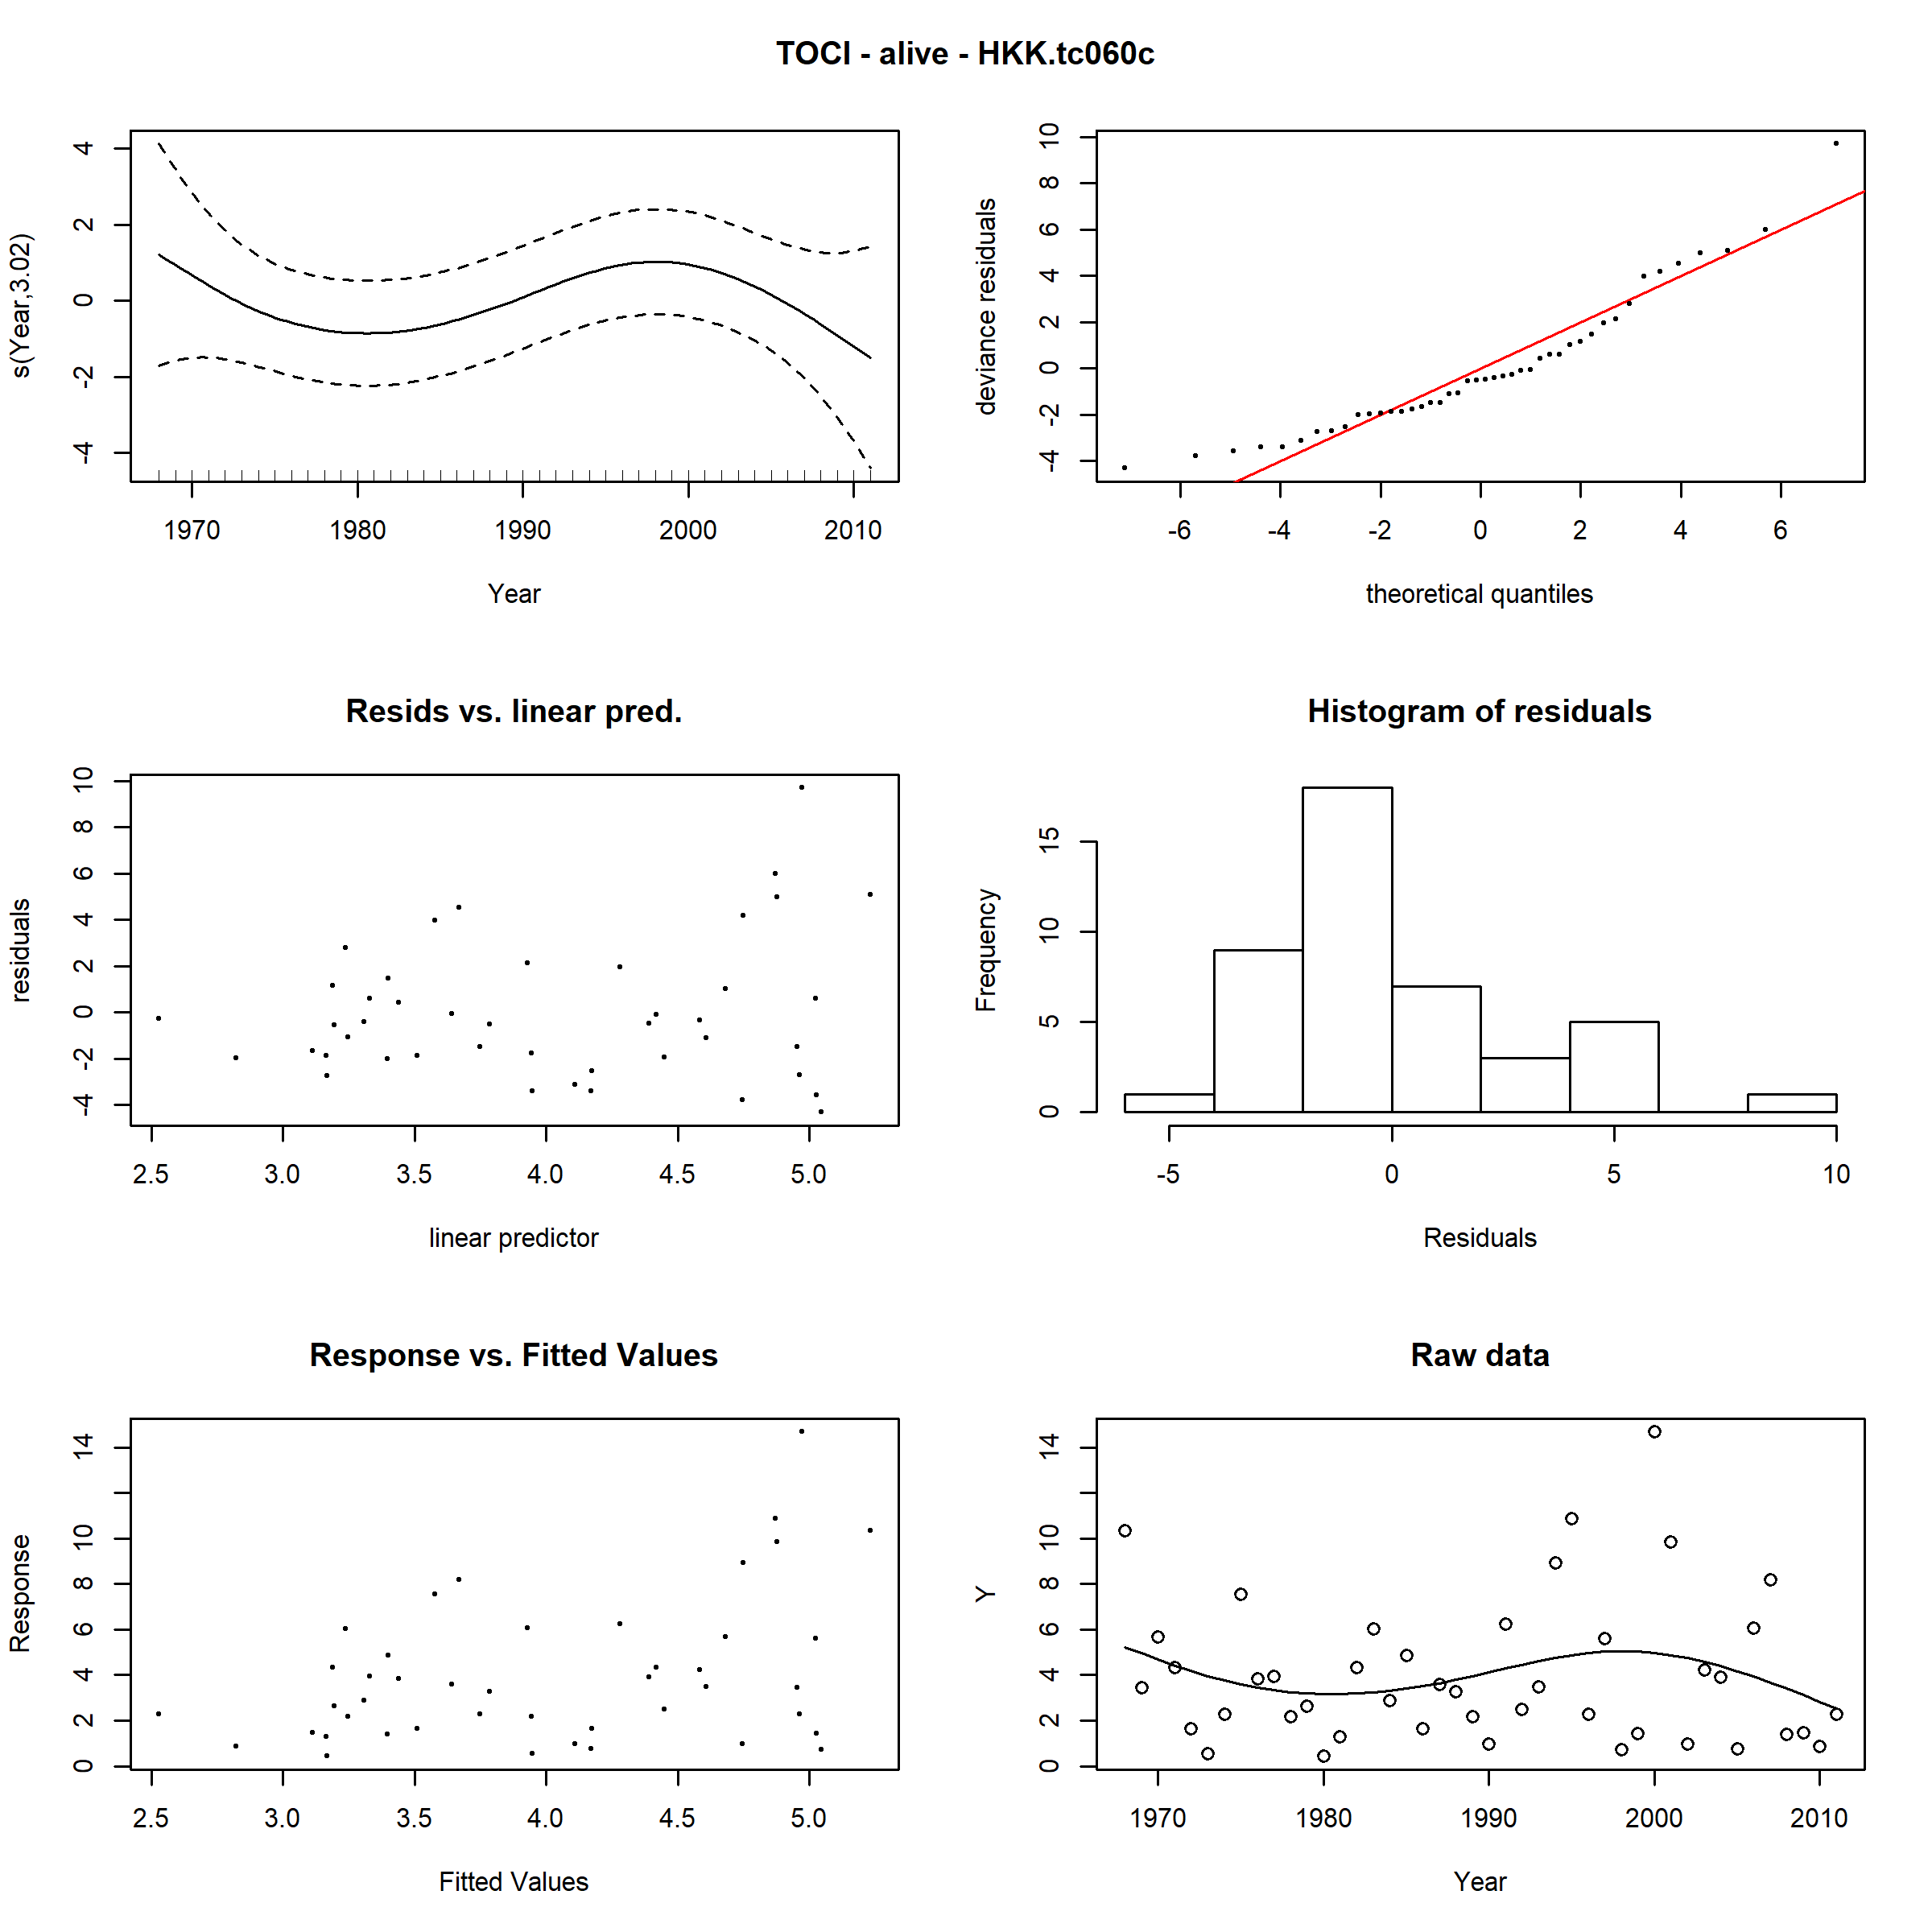 TOCI - alive - HKK.tc060c
s(Year,3.02)
4
2
0
-2
-4
1970 1980 1990 2000 2010
Year
deviance residuals
10
8
6
4
2
0
-2
-4
-6 -4 -2 0 2 4 6
theoretical quantiles
Resids vs. linear pred.
residuals
10
8
6
4
2
0
-2
-4
2.5 3.0 3.5 4.0 4.5 5.0
linear predictor
Histogram of residuals
Frequency
15
10
5
0
-5 0 5 10
Residuals
Response vs. Fitted Values
Response
14
10
8
6
4
2
0
2.5 3.0 3.5 4.0 4.5 5.0
Fitted Values
Raw data
Y
14
10
8
6
4
2
0
1970 1980 1990 2000 2010
Year